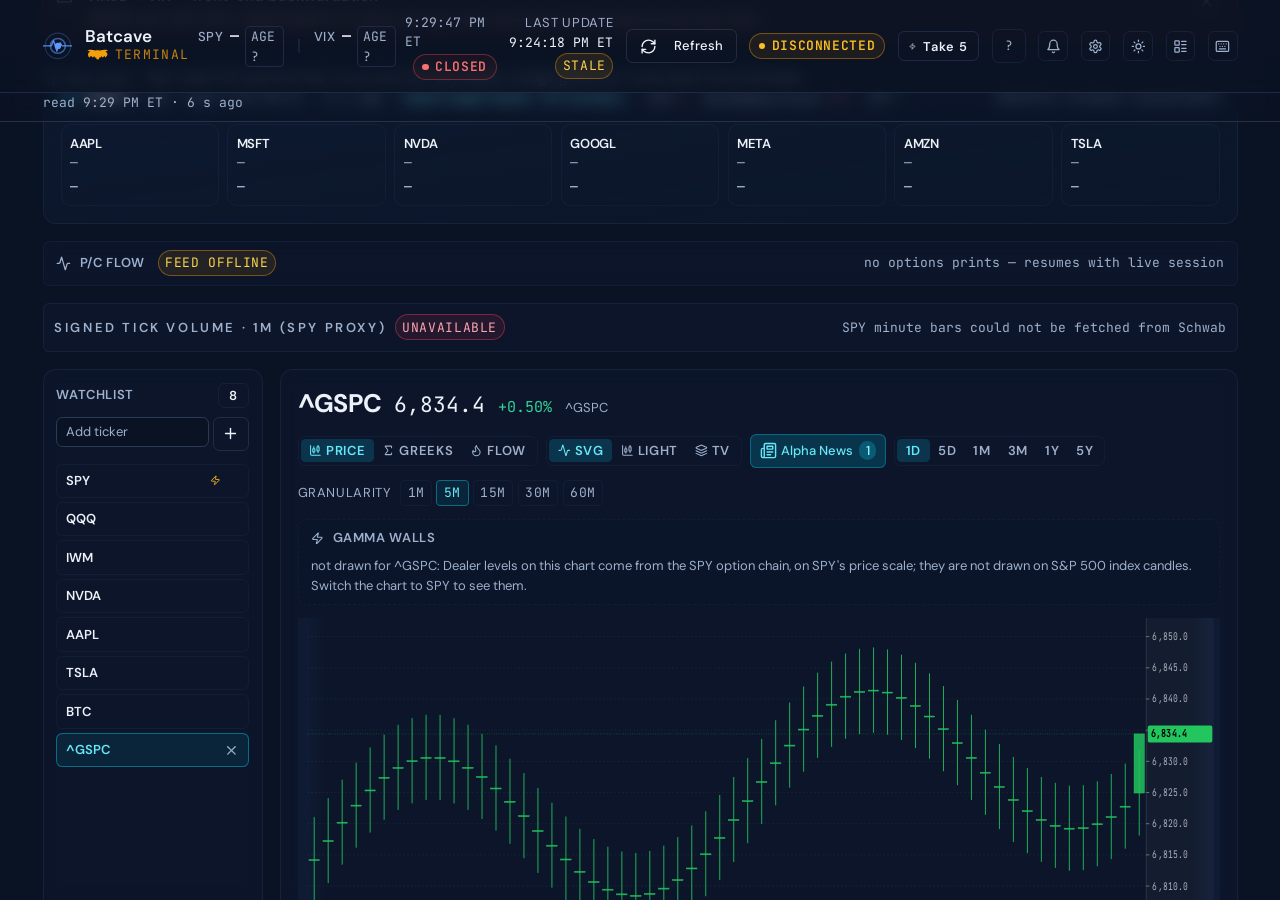 Batcave
TERMINAL
SPY — AGE ?
VIX — AGE ?
9:29:47 PM ET
CLOSED
LAST UPDATE
9:24:18 PM ET
STALE
Refresh
DISCONNECTED
Take 5
?
read 9:29 PM ET · 6 s ago
AAPL MSFT NVDA GOOGL META AMZN TSLA
— — — — — — —
— — — — — — —
P/C FLOW FEED OFFLINE no options prints — resumes with live session
SIGNED TICK VOLUME · 1M (SPY PROXY) UNAVAILABLE SPY minute bars could not be fetched from Schwab
WATCHLIST 8
Add ticker +
SPY
QQQ
IWM
NVDA
AAPL
TSLA
BTC
^GSPC
^GSPC 6,834.4 +0.50% ^GSPC
PRICE GREEKS FLOW SVG LIGHT TV Alpha News 1 1D 5D 1M 3M 1Y 5Y
GRANULARITY 1M 5M 15M 30M 60M
GAMMA WALLS
not drawn for ^GSPC: Dealer levels on this chart come from the SPY option chain, on SPY's price scale; they are not drawn on S&P 500 index candles.
Switch the chart to SPY to see them.
6,850.0
6,845.0
6,840.0
6,834.4
6,830.0
6,825.0
6,820.0
6,815.0
6,810.0